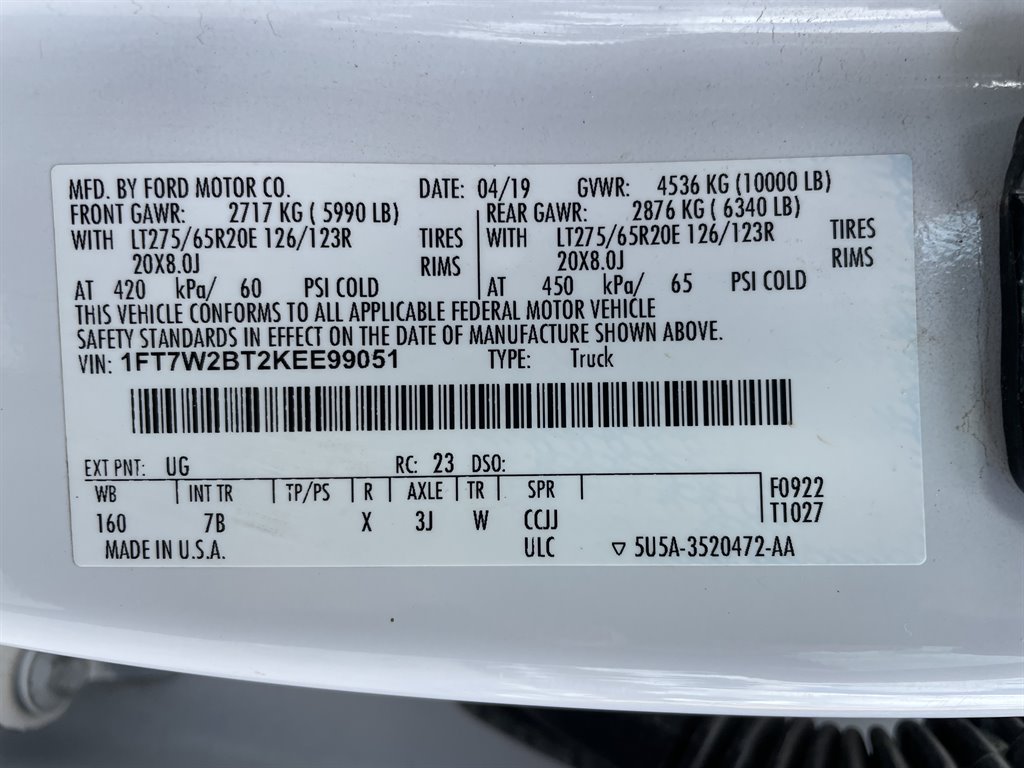 MFD. BY FORD MOTOR CO. DATE: 04/19 GVWR: 4536 KG (10000 LB)
FRONT GAWR: 2717 KG ( 5990 LB) REAR GAWR: 2876 KG ( 6340 LB)
WITH LT275/65R20E 126/123R TIRES WITH LT275/65R20E 126/123R TIRES
20X8.0J RIMS 20X8.0J RIMS
AT 420 kPa/ 60 PSI COLD AT 450 kPa/ 65 PSI COLD
THIS VEHICLE CONFORMS TO ALL APPLICABLE FEDERAL MOTOR VEHICLE
SAFETY STANDARDS IN EFFECT ON THE DATE OF MANUFACTURE SHOWN ABOVE.
VIN: 1FT7W2BT2KEE99051 TYPE: Truck
EXT PNT: UG RC: 23 DSO:
WB INT TR TP/PS R AXLE TR SPR F0922
160 7B X 3J W CCJJ T1027
MADE IN U.S.A. ULC ▽ 5U5A-3520472-AA